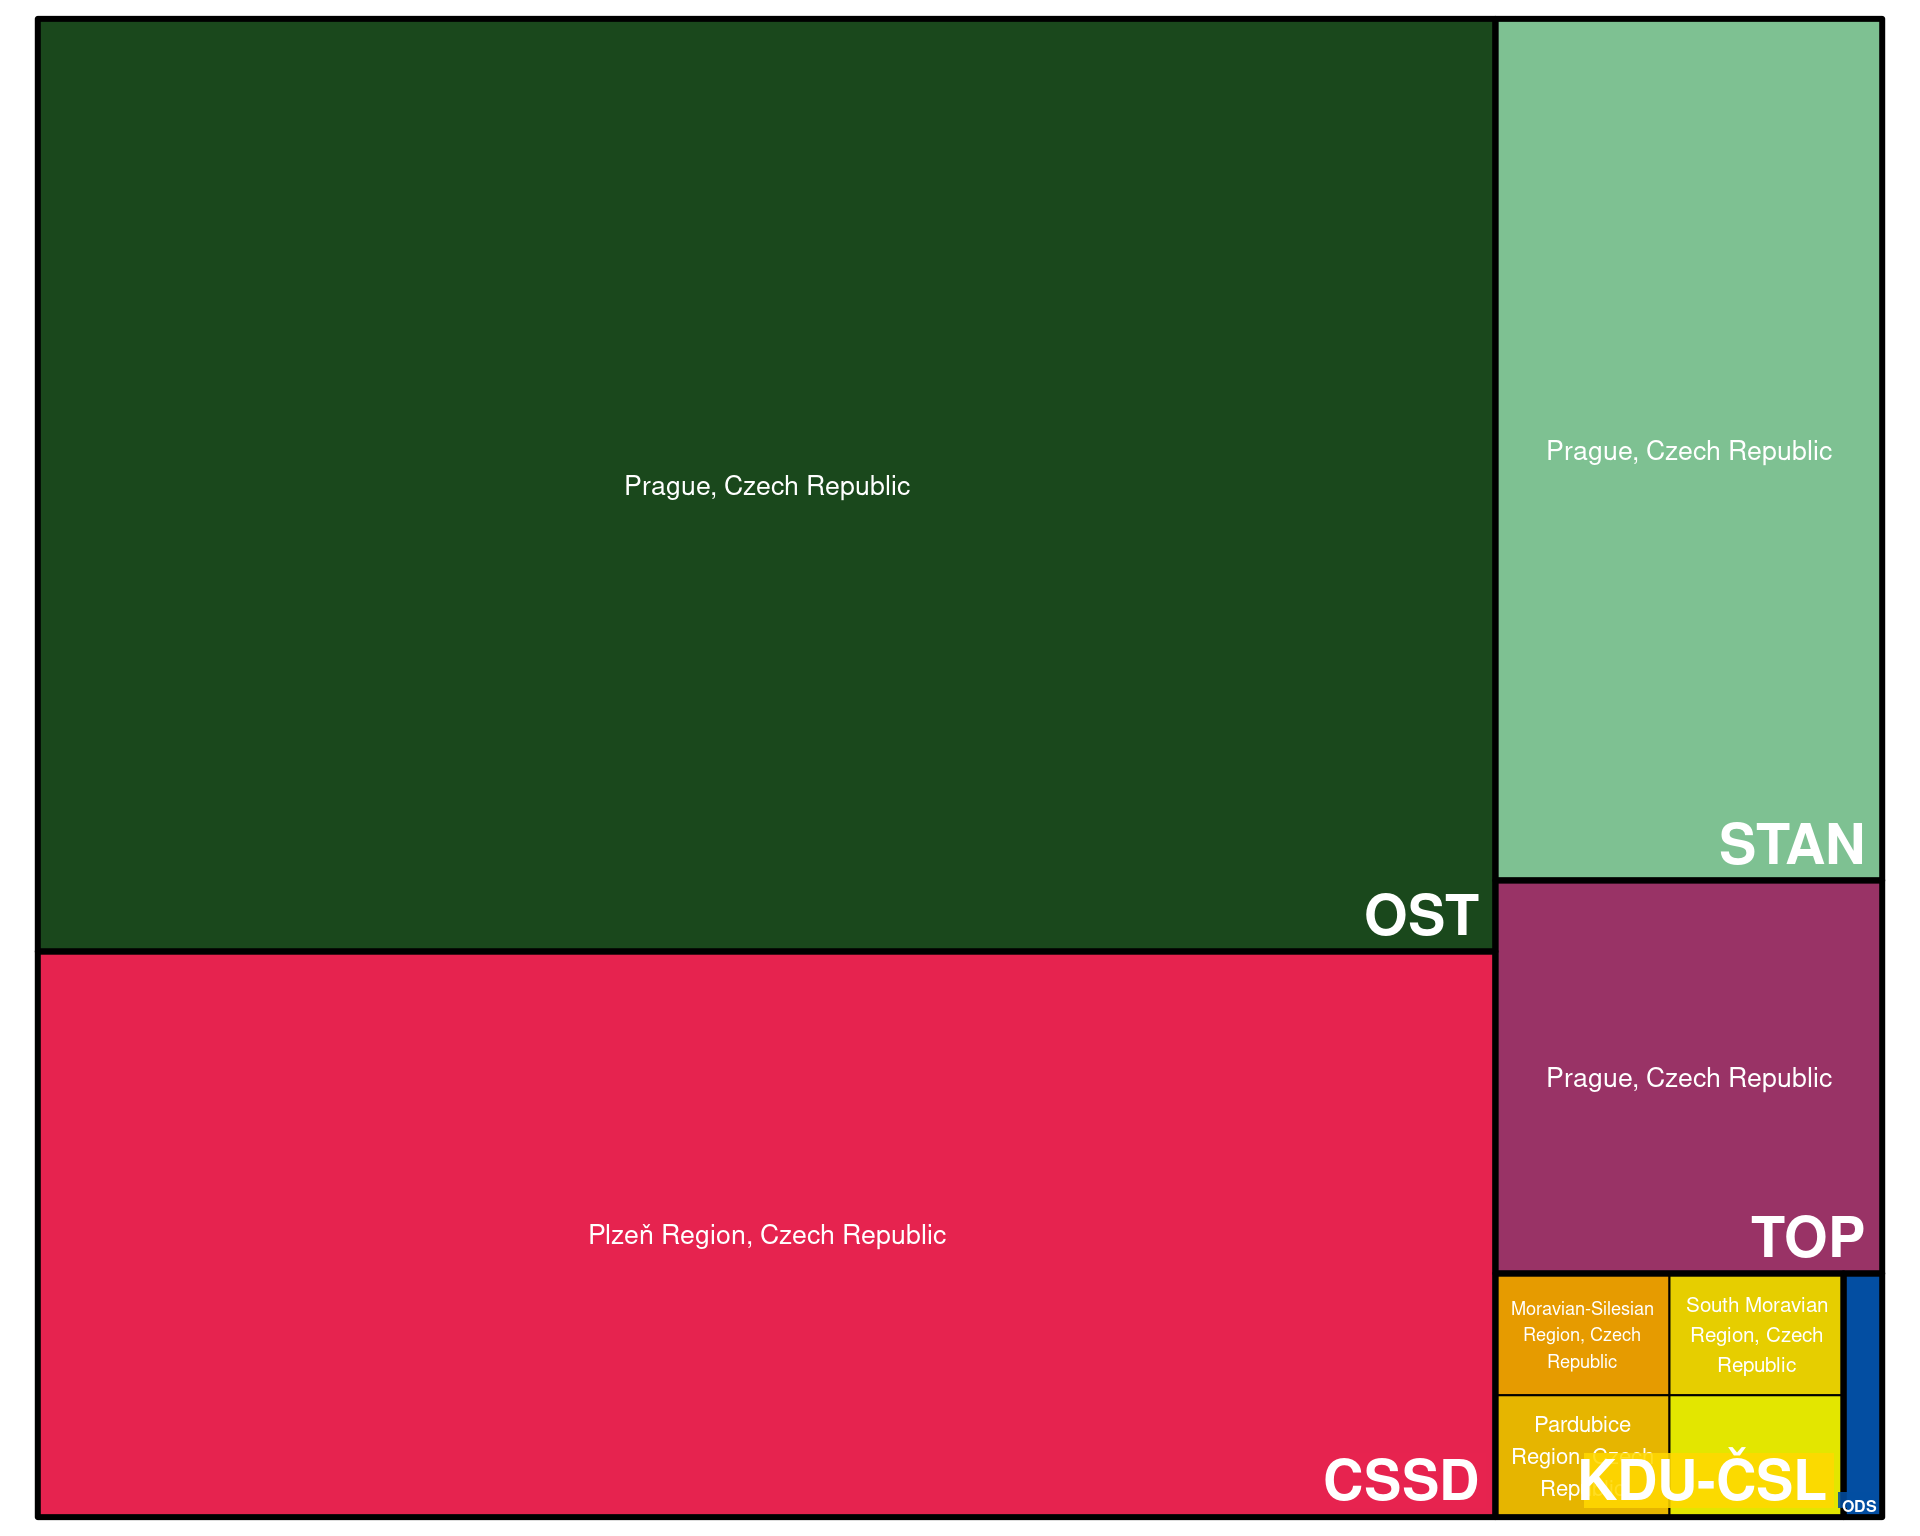 Prague, Czech Republic
OST
Plzeň Region, Czech Republic
CSSD
Prague, Czech Republic
STAN
Prague, Czech Republic
TOP
Moravian-Silesian
Region, Czech
Republic
South Moravian
Region, Czech
Republic
Pardubice
Region, Czech
KDU-ČSL
ODS